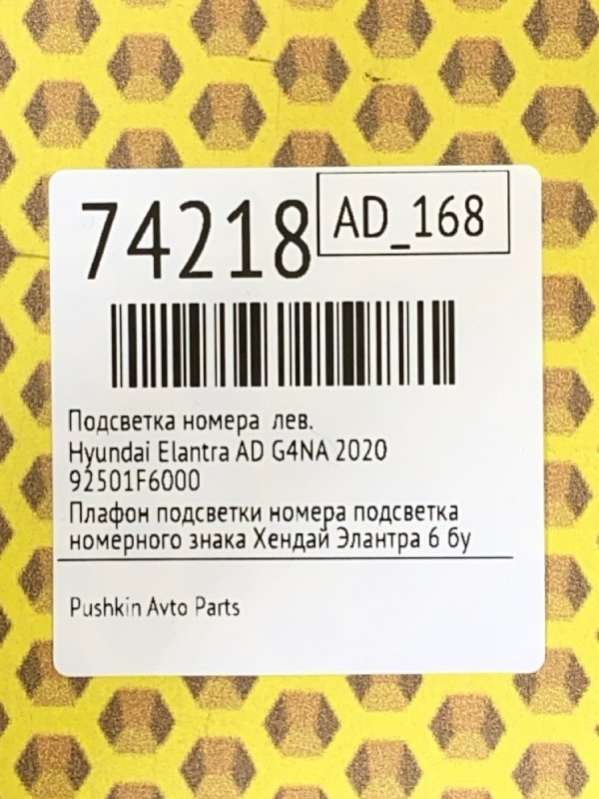 74218
AD_168
Подсветка номера лев.
Hyundai Elantra AD G4NA 2020
92501F6000
Плафон подсветки номера подсветка
номерного знака Хендай Элантра 6 бу
Pushkin Avto Parts